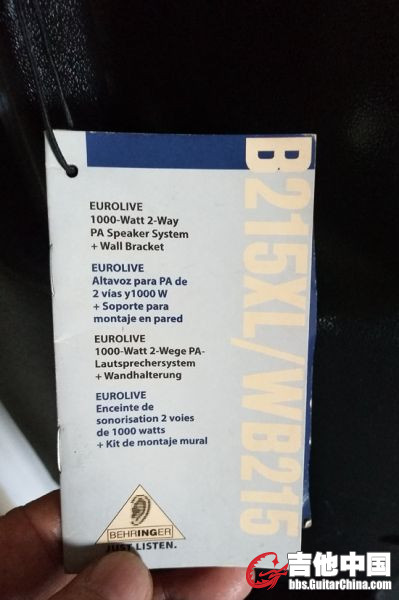 EUROLIVE
1000-Watt 2-Way
PA Speaker System
+ Wall Bracket
EUROLIVE
Altavoz para PA de
2 vías y1000 W
+ Soporte para
montaje en pared
EUROLIVE
1000-Watt 2-Wege PA-
Lautsprechersystem
+ Wandhalterung
EUROLIVE
Enceinte de
sonorisation 2 voies
de 1000 watts
+ Kit de montaje mural
B215XL/WB215
BEHRINGER
JUST LISTEN.
吉他中国
bbs.GuitarChina.com